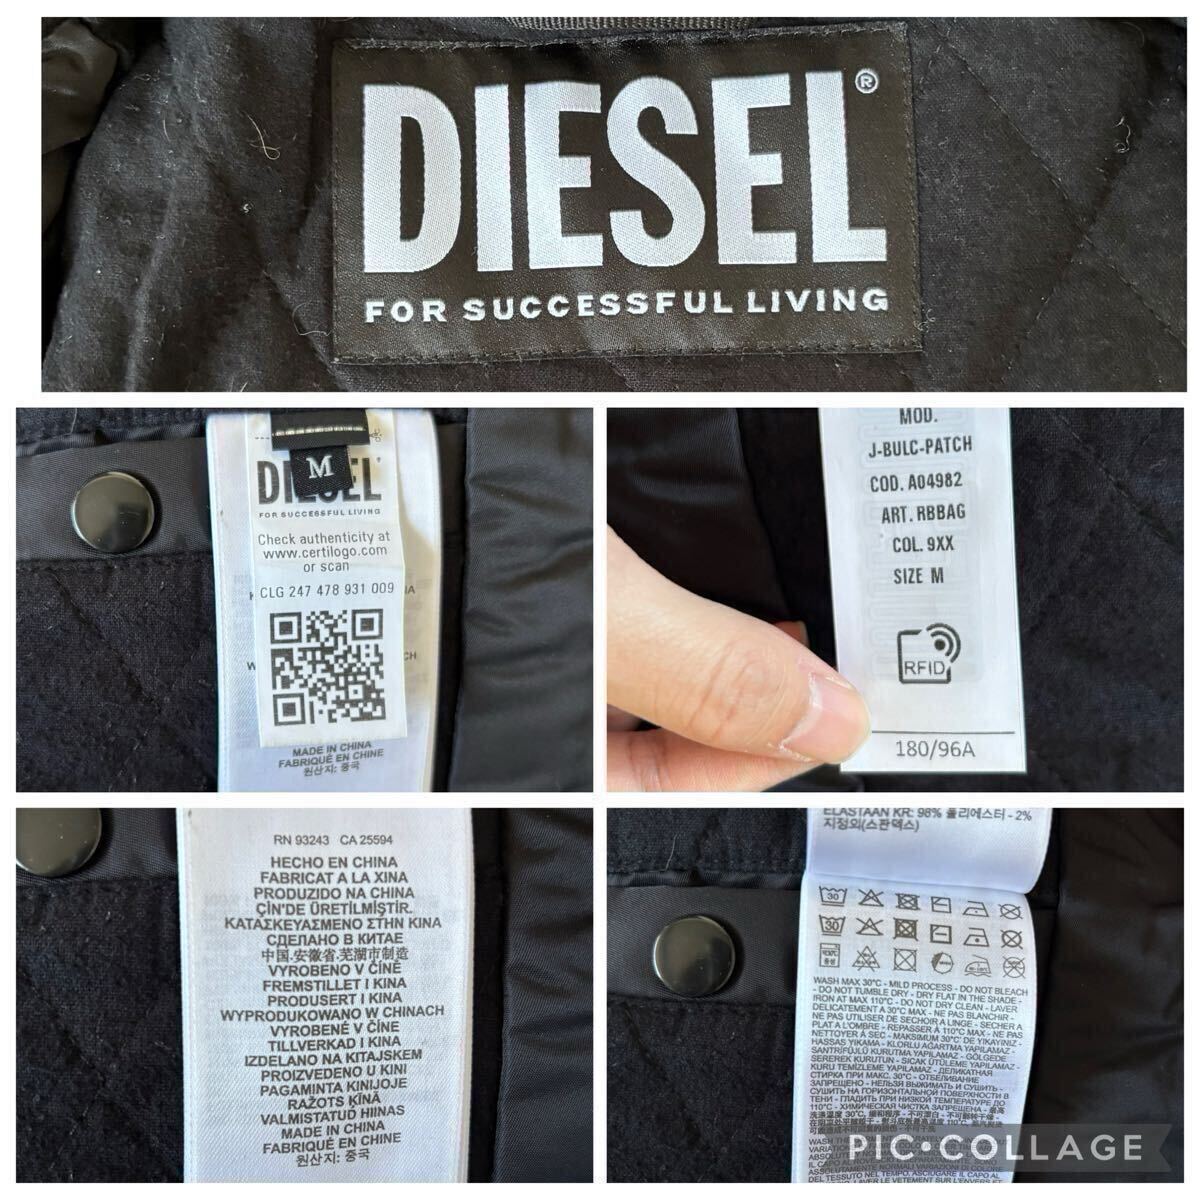 DIESEL®
FOR SUCCESSFUL LIVING
M
DIESEL
FOR SUCCESSFUL LIVING
Check authenticity at
www.certilogo.com
or scan
CLG 247 478 931 009
MADE IN CHINA
FABRIQUÉ EN CHINE
원산지: 중국
MOD.
J-BULC-PATCH
COD. A04982
ART. RBBAG
COL. 9XX
SIZE M
RFID
180/96A
RN 93243 CA 25594
HECHO EN CHINA
FABRICAT A LA XINA
PRODUZIDO NA CHINA
ÇİN'DE ÜRETİLMİŞTİR.
ΚΑΤΑΣΚΕΥΑΣΜΕΝΟ ΣΤΗΝ ΚΙΝΑ
СДЕЛАНО В КИТАЕ
中国.安徽省.芜湖市制造
VYROBENO V ČÍNĚ
FREMSTILLET I KINA
PRODUSERT I KINA
WYPRODUKOWANO W CHINACH
VYROBENÉ V ČÍNE
TILLVERKAD I KINA
IZDELANO NA KITAJSKEM
PROIZVEDENO U KINI
PAGAMINTA KINIJOJE
RAŽOTS ĶĪNĀ
VALMISTATUD HIINAS
MADE IN CHINA
FABRIQUÉ EN CHINE
원산지: 중국
ELASTAAN KR: 98% 폴리에스터 - 2%
지정외(스판덱스)
30
30
WASH MAX 30°C - MILD PROCESS - DO NOT BLEACH
- DO NOT TUMBLE DRY - DRY FLAT IN THE SHADE -
IRON AT MAX 110°C - DO NOT DRY CLEAN - LAVER
DELICATEMENT A 30°C MAX - NE PAS BLANCHIR -
NE PAS UTILISER DE SECHOIR A LINGE - SECHER A
PLAT A L'OMBRE - REPASSER À 110°C MAX - NE PAS
NETTOYER À SEC - MAKSIMUM 30°C' DE YIKAYINIZ -
HASSAS YIKAMA - KLORLU AĞARTMA YAPILAMAZ -
SANTRİFÜJLÜ KURUTMA YAPILAMAZ - GÖLGEDE
SEREREK KURUTUN - SICAK ÜTÜLEME YAPILAMAZ -
KURU TEMİZLEME YAPILAMAZ - ДЕЛИКАТНАЯ
СТИРКА ПРИ МАКС. 30°C - ОТБЕЛИВАНИЕ
ЗАПРЕЩЕНО - НЕЛЬЗЯ ВЫЖИМАТЬ И СУШИТЬ -
СУШИТЬ НА ГОРИЗОНТАЛЬНОЙ ПОВЕРХНОСТИ В
ТЕНИ - ГЛАДИТЬ ПРИ НИЗКОЙ ТЕМПЕРАТУРЕ ДО
110°C - ХИМИЧЕСКАЯ ЧИСТКА ЗАПРЕЩЕНА - 最高
PIC•COLLAGE